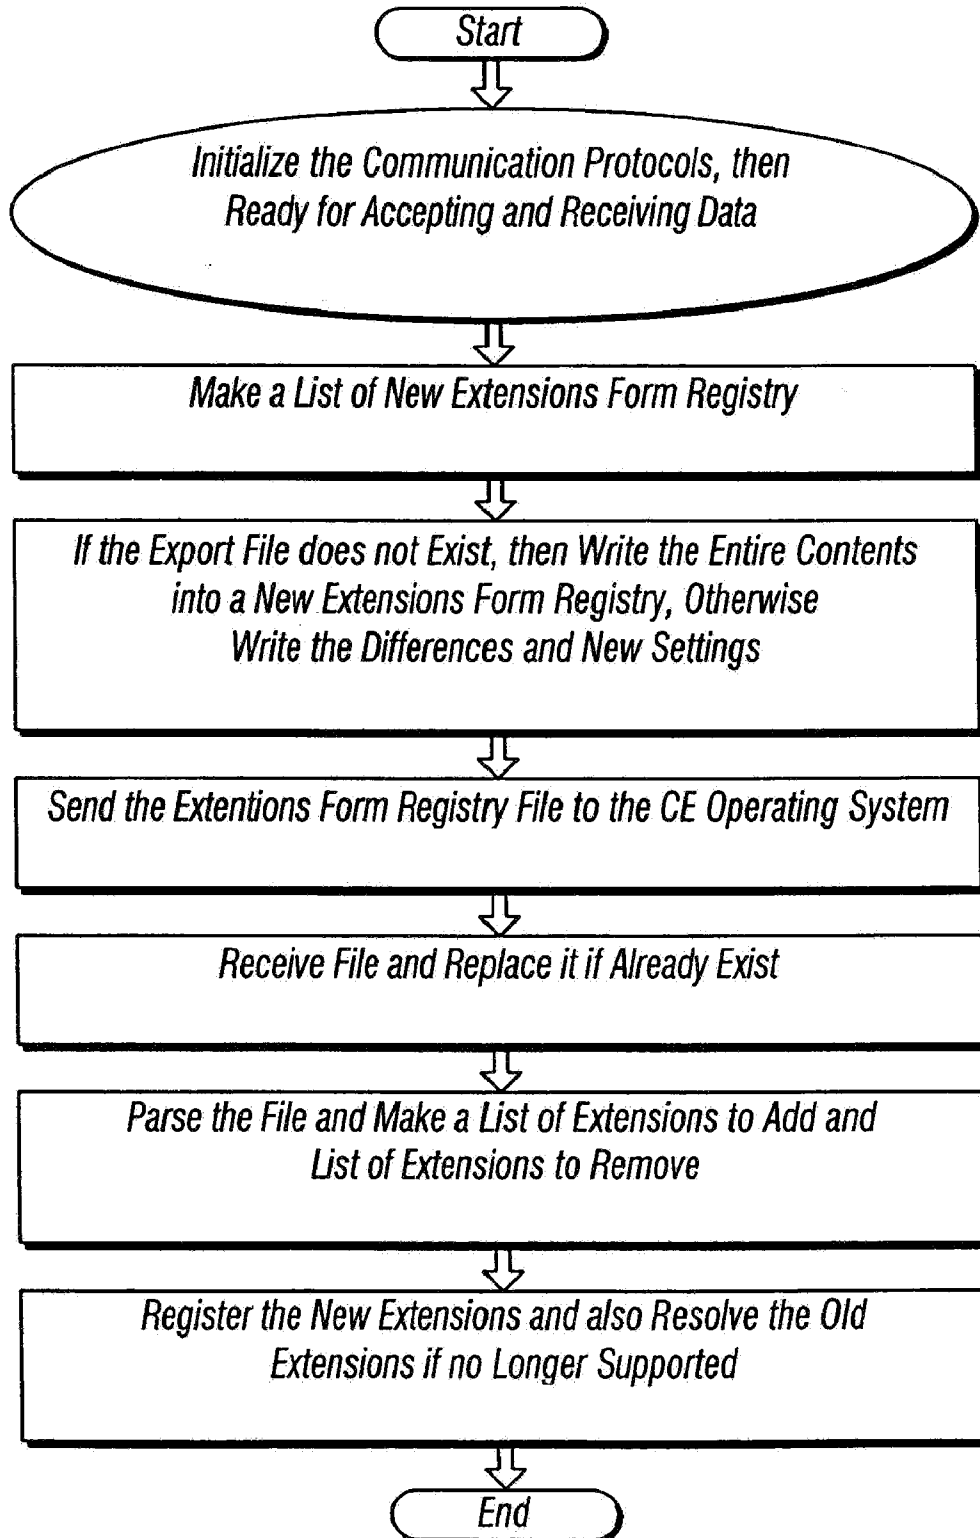 Start
Initialize the Communication Protocols, then
Ready for Accepting and Receiving Data
Make a List of New Extensions Form Registry
If the Export File does not Exist, then Write the Entire Contents
into a New Extensions Form Registry, Otherwise
Write the Differences and New Settings
Send the Extentions Form Registry File to the CE Operating System
Receive File and Replace it if Already Exist
Parse the File and Make a List of Extensions to Add and
List of Extensions to Remove
Register the New Extensions and also Resolve the Old
Extensions if no Longer Supported
End